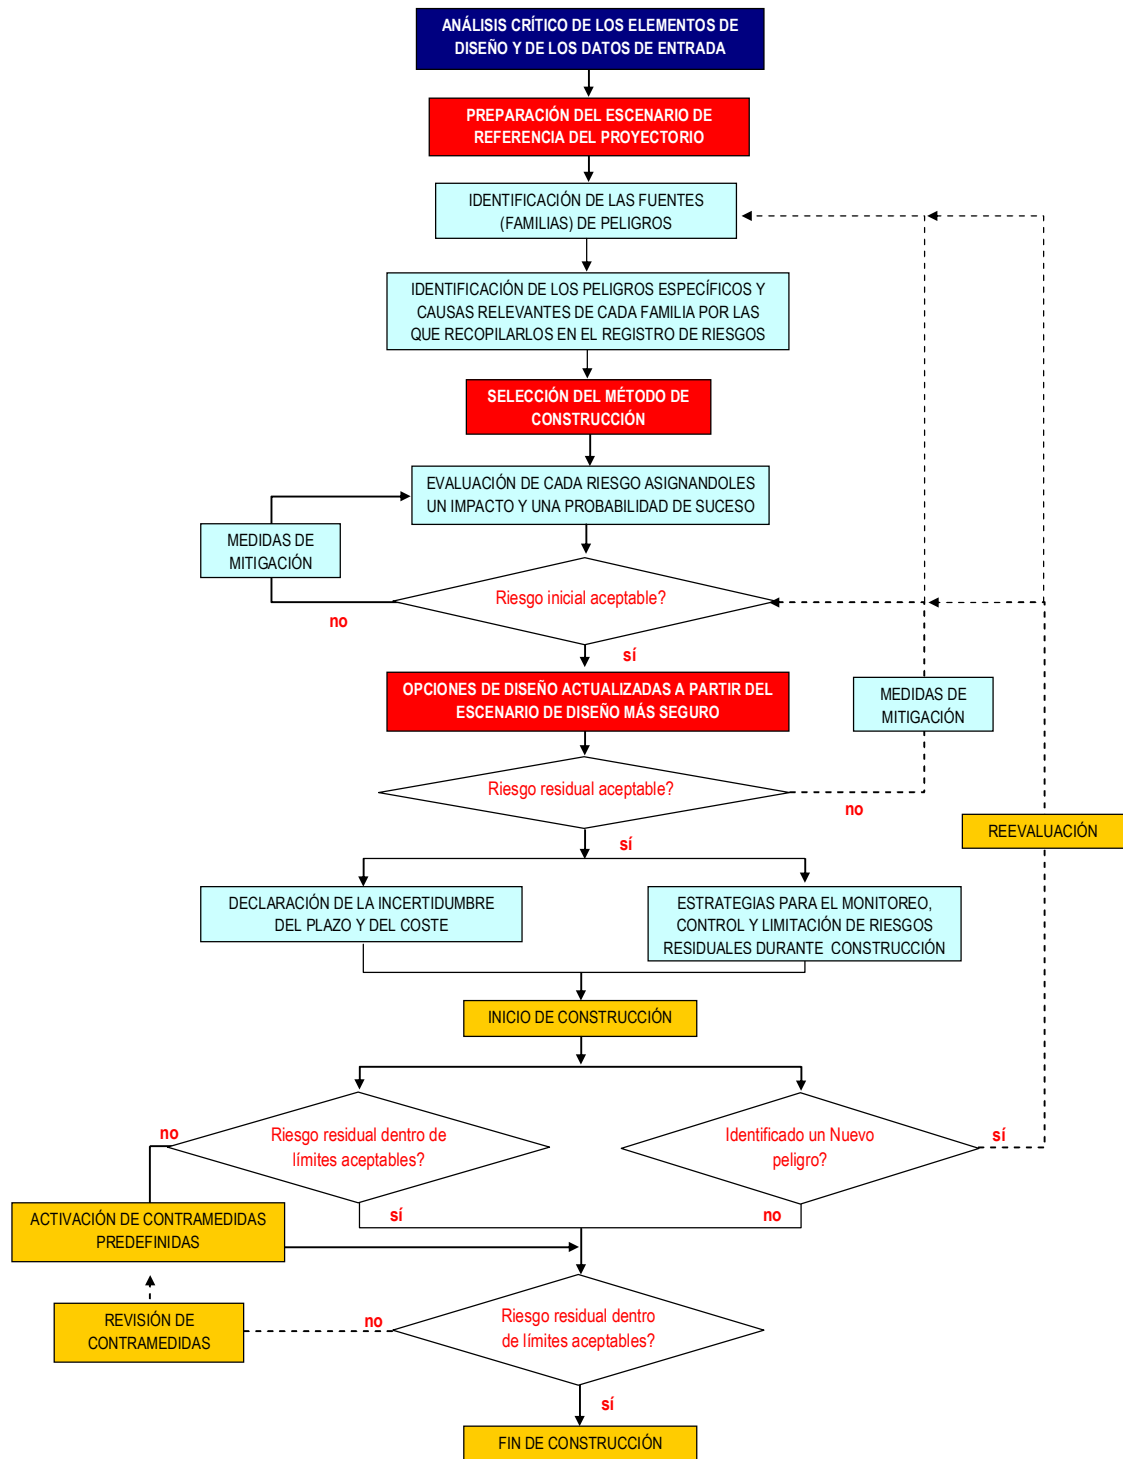 ANÁLISIS CRÍTICO DE LOS ELEMENTOS DE
DISEÑO Y DE LOS DATOS DE ENTRADA
PREPARACIÓN DEL ESCENARIO DE
REFERENCIA DEL PROYECTORIO
IDENTIFICACIÓN DE LAS FUENTES
(FAMILIAS) DE PELIGROS
IDENTIFICACIÓN DE LOS PELIGROS ESPECÍFICOS Y
CAUSAS RELEVANTES DE CADA FAMILIA POR LAS
QUE RECOPILARLOS EN EL REGISTRO DE RIESGOS
SELECCIÓN DEL MÉTODO DE
CONSTRUCCIÓN
EVALUACIÓN DE CADA RIESGO ASIGNANDOLES
UN IMPACTO Y UNA PROBABILIDAD DE SUCESO
MEDIDAS DE
MITIGACIÓN
Riesgo inicial aceptable?
no
sí
OPCIONES DE DISEÑO ACTUALIZADAS A PARTIR DEL
ESCENARIO DE DISEÑO MÁS SEGURO
MEDIDAS DE
MITIGACIÓN
Riesgo residual aceptable?
no
sí
REEVALUACIÓN
DECLARACIÓN DE LA INCERTIDUMBRE
DEL PLAZO Y DEL COSTE
ESTRATEGIAS PARA EL MONITOREO,
CONTROL Y LIMITACIÓN DE RIESGOS
RESIDUALES DURANTE CONSTRUCCIÓN
INICIO DE CONSTRUCCIÓN
no
Riesgo residual dentro de
límites aceptables?
Identificado un Nuevo
peligro?
sí
sí
no
ACTIVACIÓN DE CONTRAMEDIDAS
PREDEFINIDAS
REVISIÓN DE
CONTRAMEDIDAS
no
Riesgo residual dentro
de límites aceptables?
sí
FIN DE CONSTRUCCIÓN